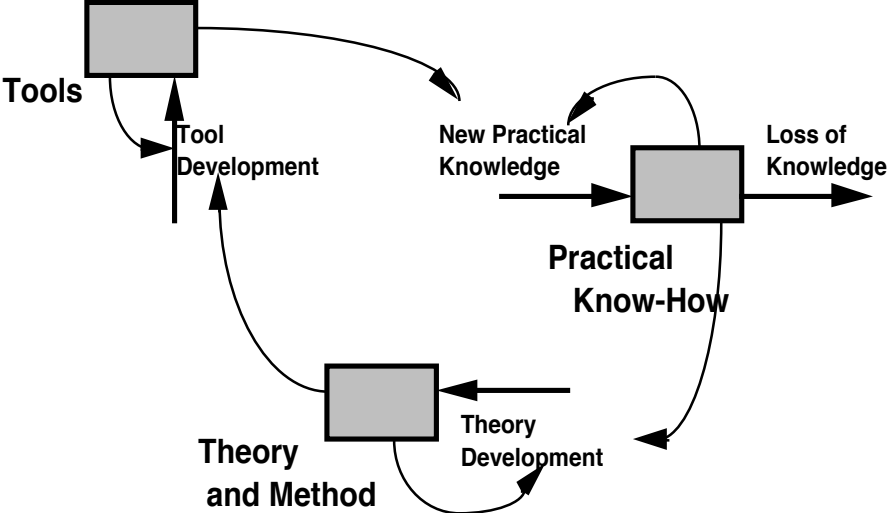 Tools
Tool
Development
New Practical
Knowledge
Loss of
Knowledge
Practical
Know-How
Theory
Development
Theory
and Method